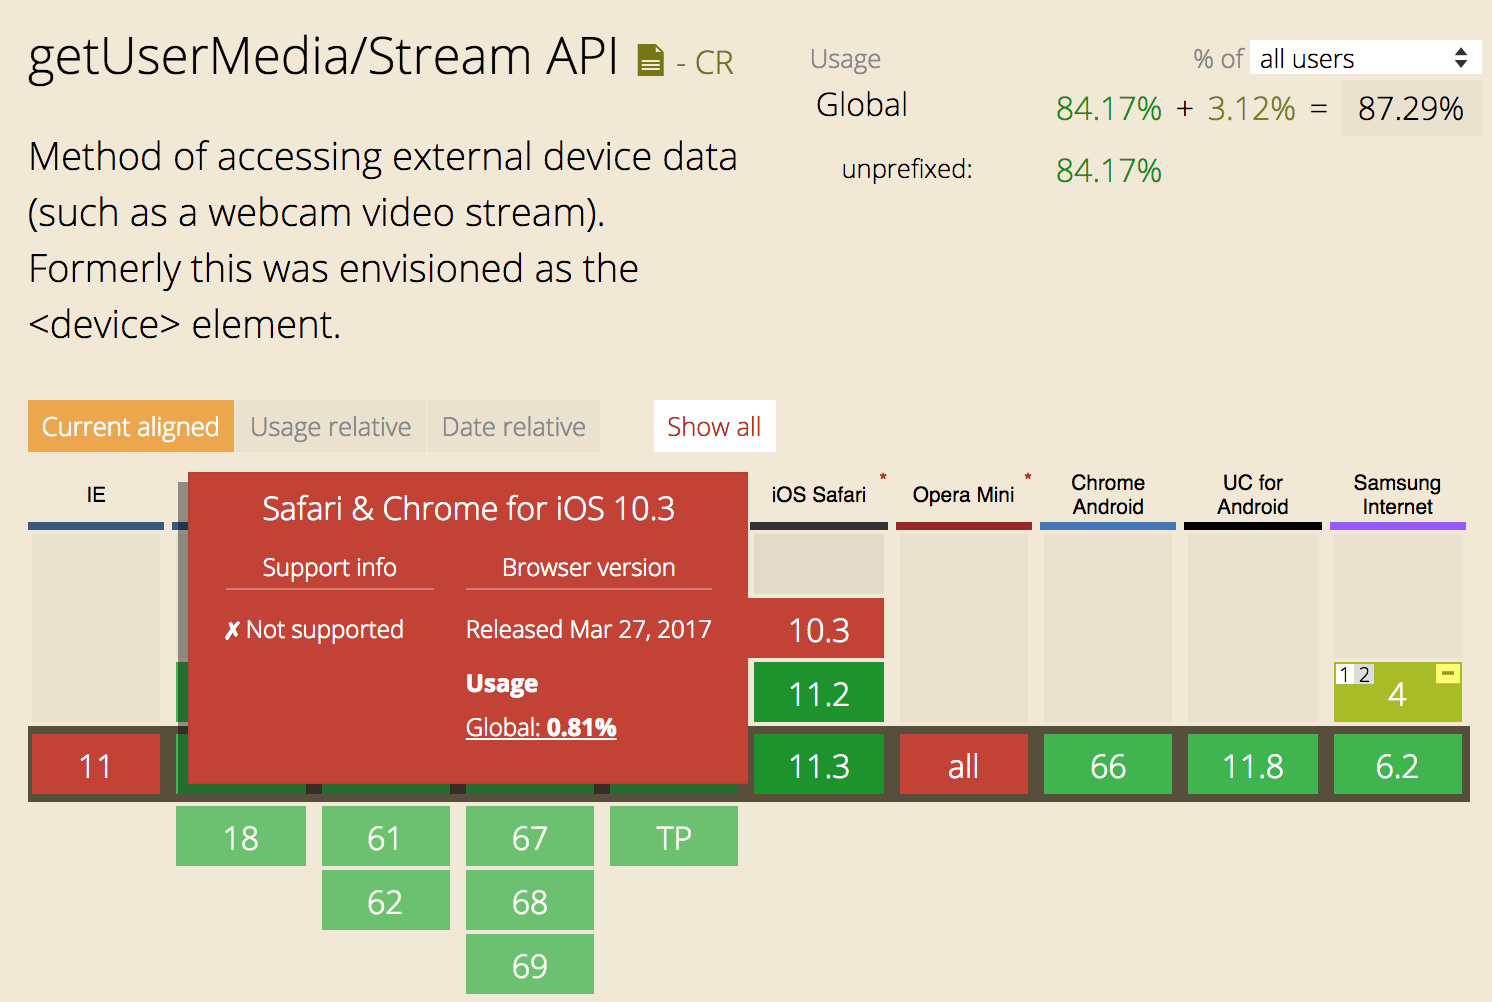 getUserMedia/Stream API - CR
Usage % of all users
Global 84.17% + 3.12% = 87.29%
unprefixed: 84.17%
Method of accessing external device data
(such as a webcam video stream).
Formerly this was envisioned as the
<device> element.
Current aligned Usage relative Date relative Show all
IE
iOS Safari *
Opera Mini *
Chrome
Android
UC for
Android
Samsung
Internet
Safari & Chrome for iOS 10.3
Support info Browser version
✗ Not supported Released Mar 27, 2017
Usage
Global: 0.81%
10.3
11.2 1 2 4 -
11 11.3 all 66 11.8 6.2
18 61 67 TP
62 68
69